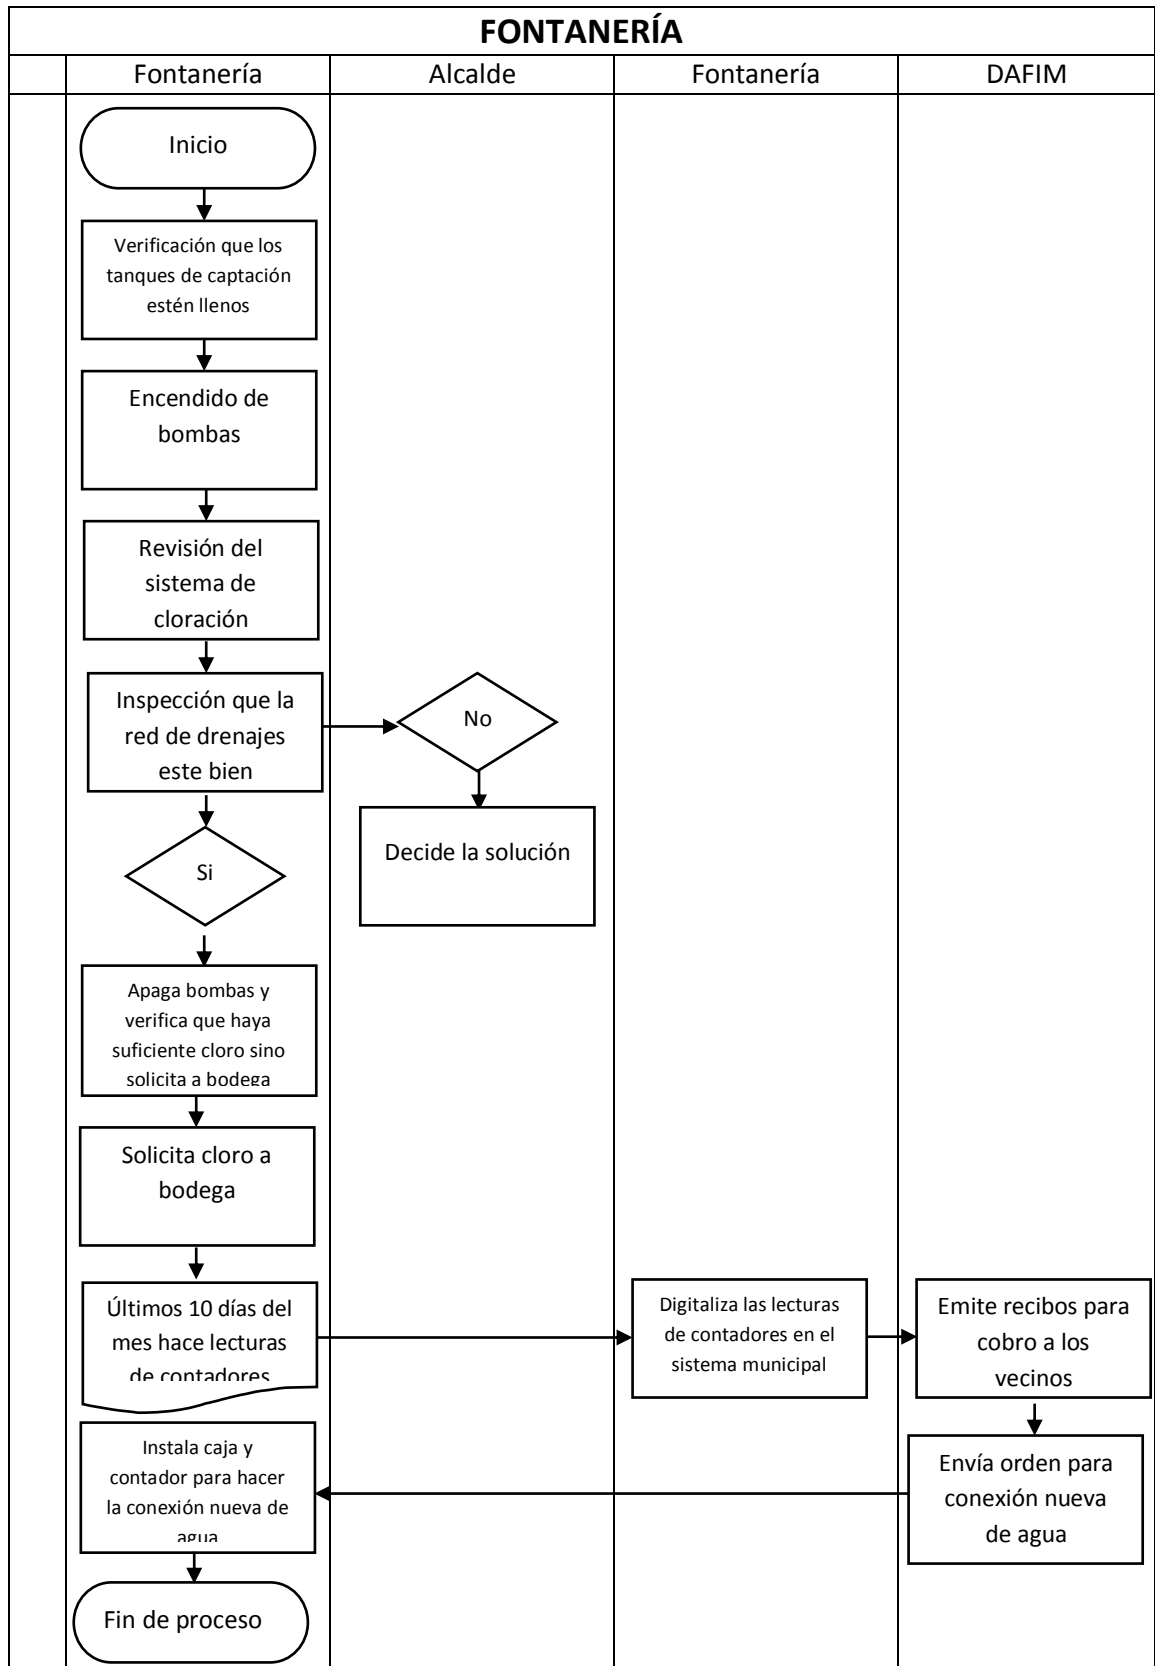 FONTANERÍA
Fontanería
Alcalde
Fontanería
DAFIM
Inicio
Verificación que los
tanques de captación
estén llenos
Encendido de
bombas
Revisión del
sistema de
cloración
Inspección que la
red de drenajes
este bien
No
Decide la solución
Si
Apaga bombas y
verifica que haya
suficiente cloro sino
solicita a bodega
Solicita cloro a
bodega
Últimos 10 días del
mes hace lecturas
de contadores
Digitaliza las lecturas
de contadores en el
sistema municipal
Emite recibos para
cobro a los
vecinos
Envía orden para
conexión nueva
de agua
Instala caja y
contador para hacer
la conexión nueva de
agua
Fin de proceso